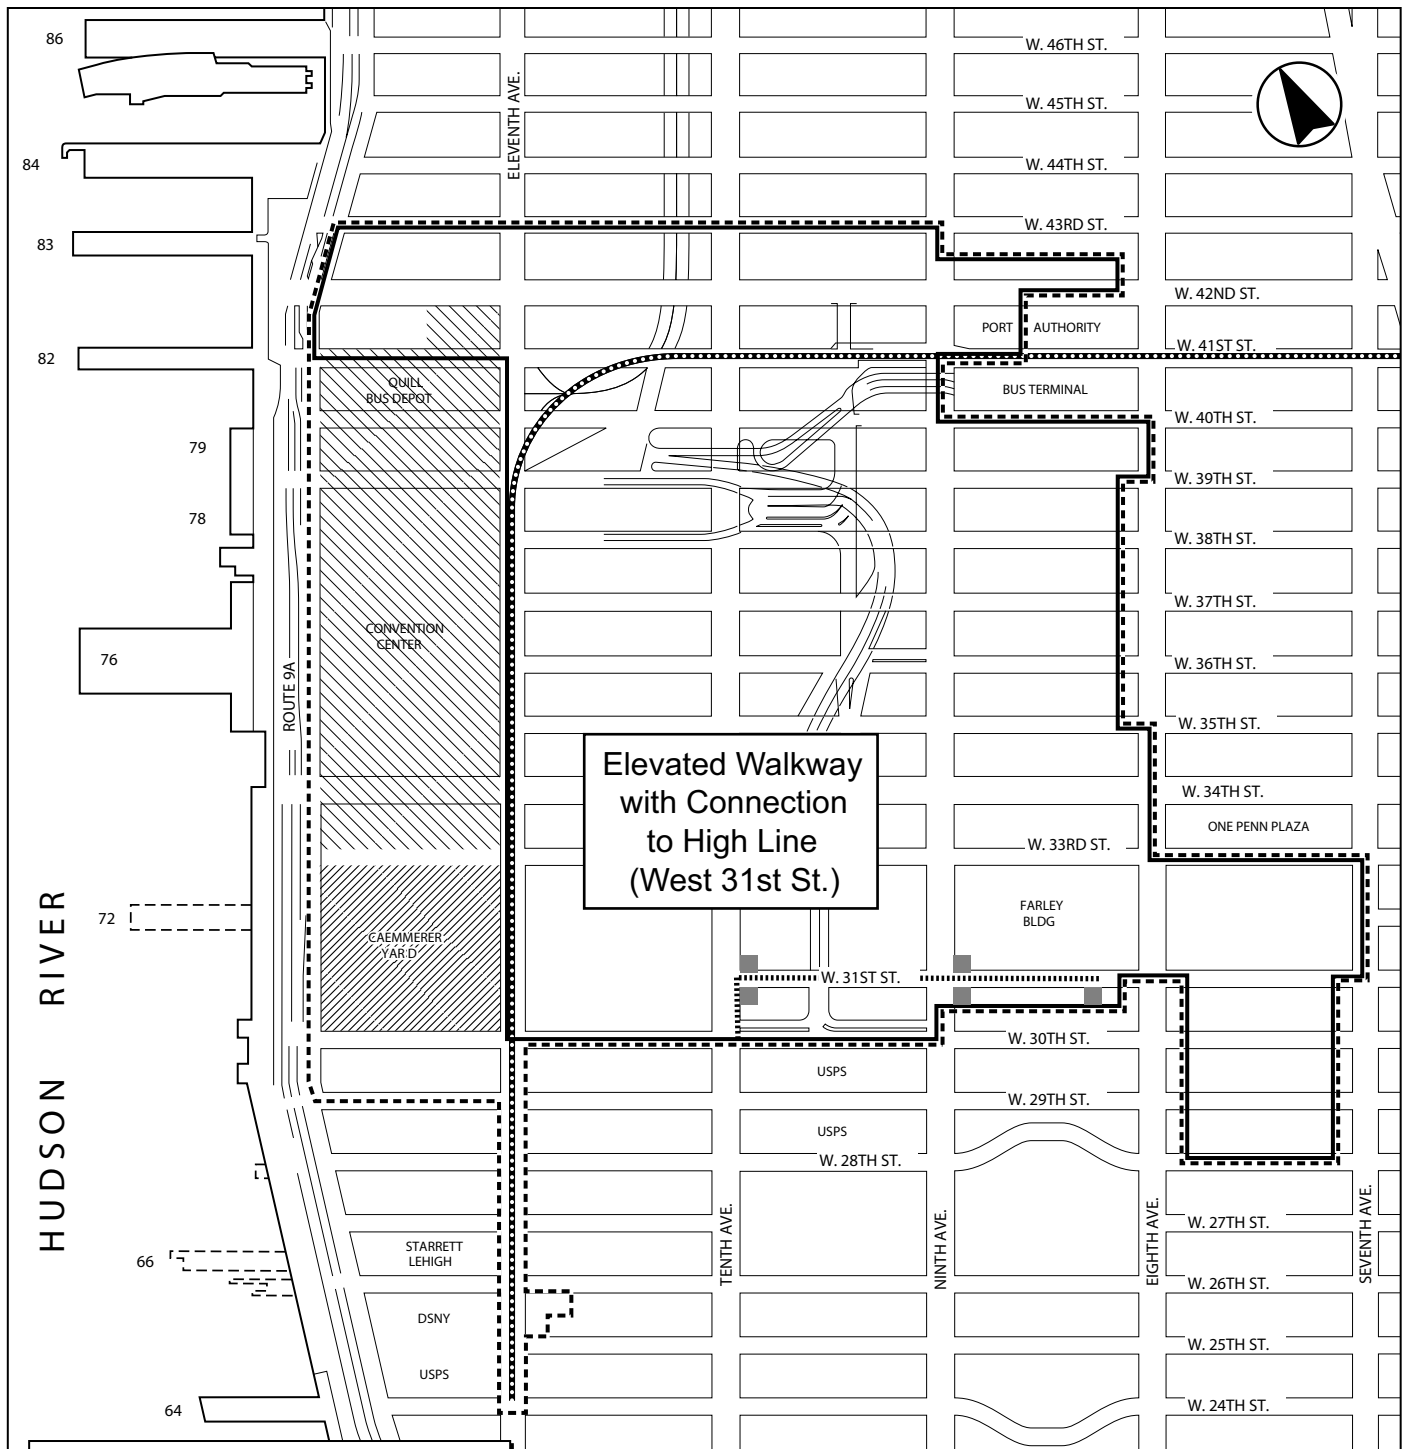 86
W. 46TH ST.
ELEVENTH AVE.
W. 45TH ST.
84
W. 44TH ST.
83
W. 43RD ST.
W. 42ND ST.
PORT AUTHORITY
W. 41ST ST.
82
QUILL
BUS DEPOT
BUS TERMINAL
W. 40TH ST.
79
W. 39TH ST.
78
W. 38TH ST.
W. 37TH ST.
CONVENTION
CENTER
76
W. 36TH ST.
ROUTE 9A
W. 35TH ST.
Elevated Walkway
with Connection
to High Line
(West 31st St.)
W. 34TH ST.
ONE PENN PLAZA
W. 33RD ST.
72
FARLEY
BLDG
CAEMMERER
YAR D
W. 31ST ST.
HUDSON RIVER
W. 30TH ST.
USPS
W. 29TH ST.
USPS
W. 28TH ST.
TENTH AVE.
NINTH AVE.
EIGHTH AVE.
SEVENTH AVE.
W. 27TH ST.
66
STARRETT
LEHIGH
W. 26TH ST.
DSNY
W. 25TH ST.
USPS
64
W. 24TH ST.